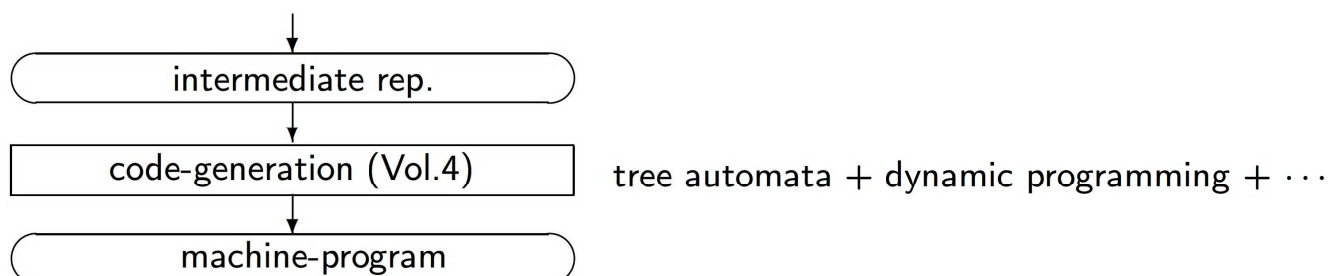 intermediate rep.
code-generation (Vol.4)
tree automata + dynamic programming + ⋯
machine-program